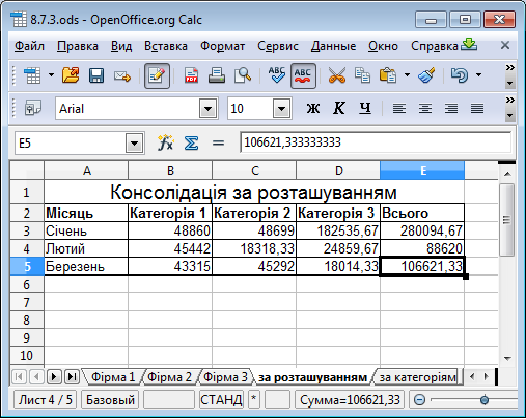 8.7.3.ods - OpenOffice.org Calc
Файл Правка Вид Вставка Формат Сервис Данные Окно Справка
Arial 10 Ж К Ч
E5 106621,333333333
A B C D E
1 Консолідація за розташуванням
2 Місяць Категорія 1 Категорія 2 Категорія 3 Всього
3 Січень 48860 48699 182535,67 280094,67
4 Лютий 45442 18318,33 24859,67 88620
5 Березень 43315 45292 18014,33 106621,33
6
7
8
9
10
Фірма 1 Фірма 2 Фірма 3 за розташуванням за категоріям
Лист 4 / 5 Базовый СТАНД * Сумма=106621,33